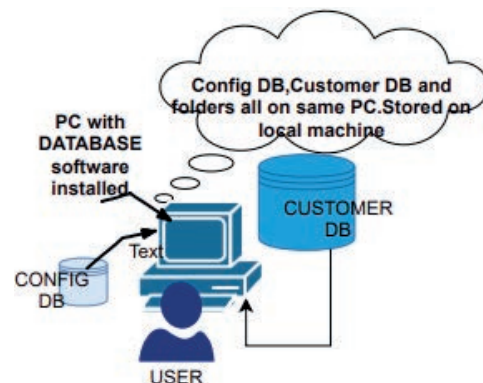 Config DB,Customer DB and
folders all on same PC.Stored on
local machine
PC with
DATABASE
software
installed
CUSTOMER
DB
Text
CONFIG
DB
USER